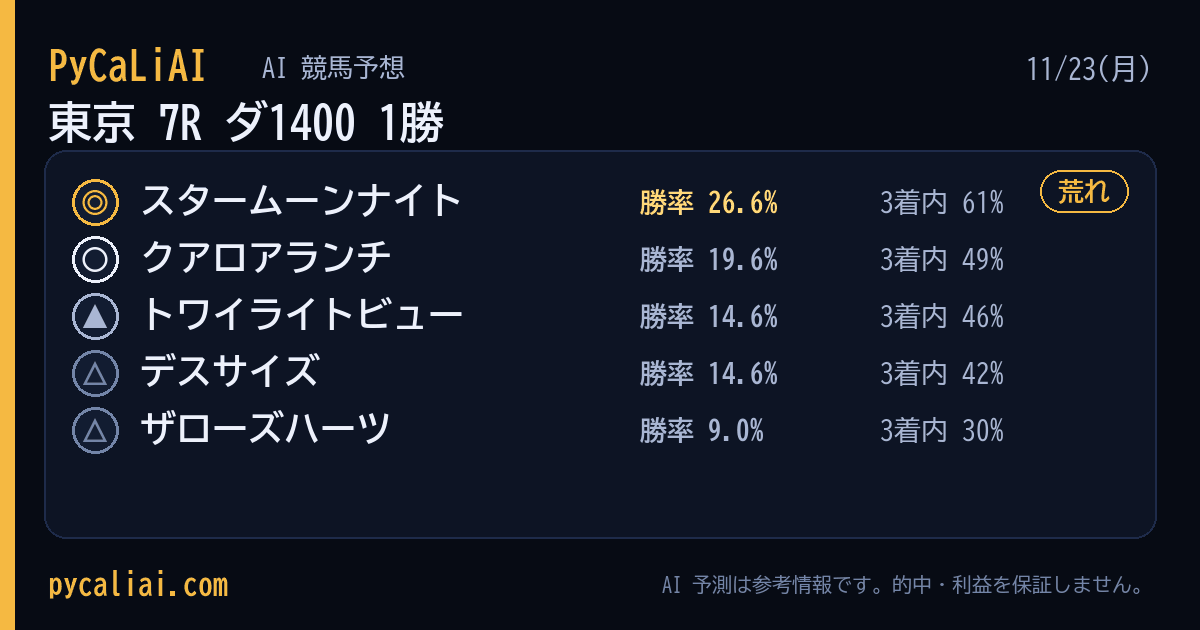 PyCaLiAI AI 競馬予想 11/23(月)
東京 7R ダ1400 1勝
◎ スタームーンナイト 勝率 26.6% 3着内 61% 荒れ
○ クアロアランチ 勝率 19.6% 3着内 49%
▲ トワイライトビュー 勝率 14.6% 3着内 46%
△ デスサイズ 勝率 14.6% 3着内 42%
△ ザローズハーツ 勝率 9.0% 3着内 30%
pycaliai.com AI 予測は参考情報です。的中・利益を保証しません。